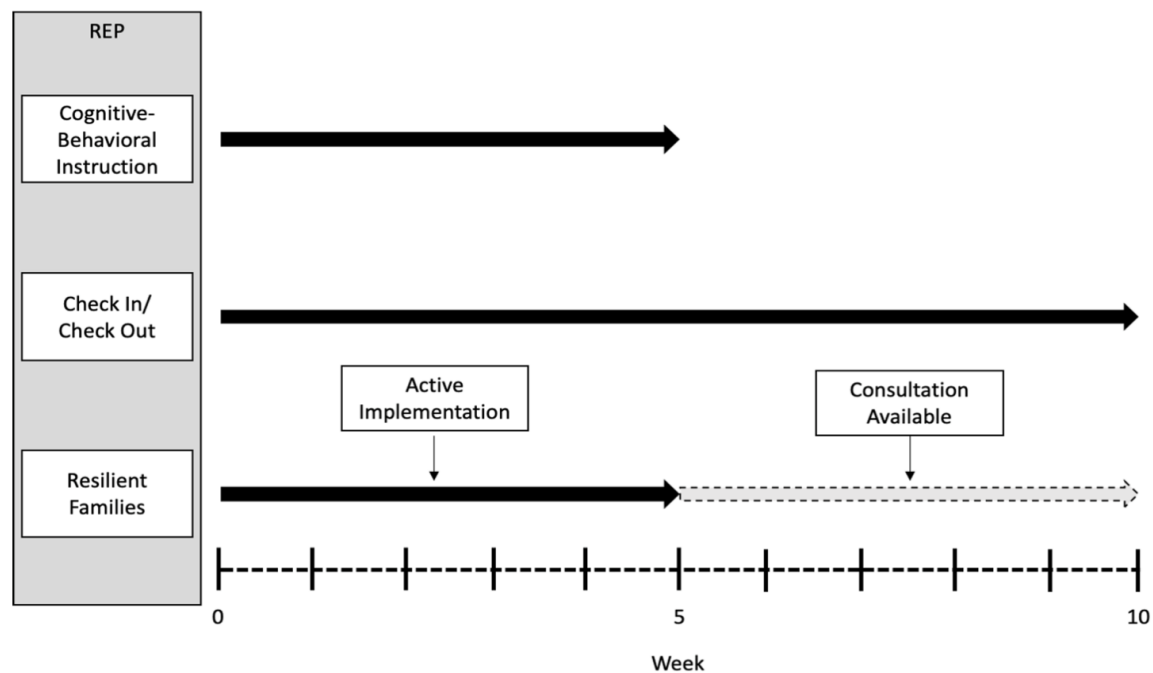 REP
Cognitive-
Behavioral
Instruction
Check In/
Check Out
Active
Implementation
Consultation
Available
Resilient
Families
0
5
10
Week